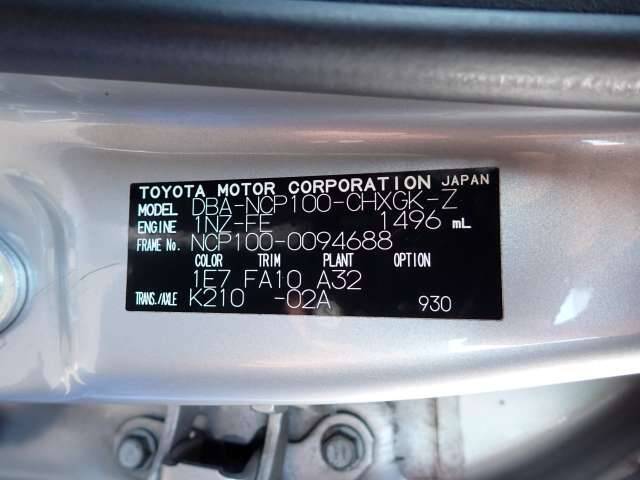 TOYOTA MOTOR CORPORATION JAPAN
MODEL DBA-NCP100-CHXGK-Z
ENGINE 1NZ-FE 1496 mL
FRAME No. NCP100-0094688
COLOR TRIM PLANT OPTION
1E7 FA10 A32
TRANS./AXLE K210 -02A 930